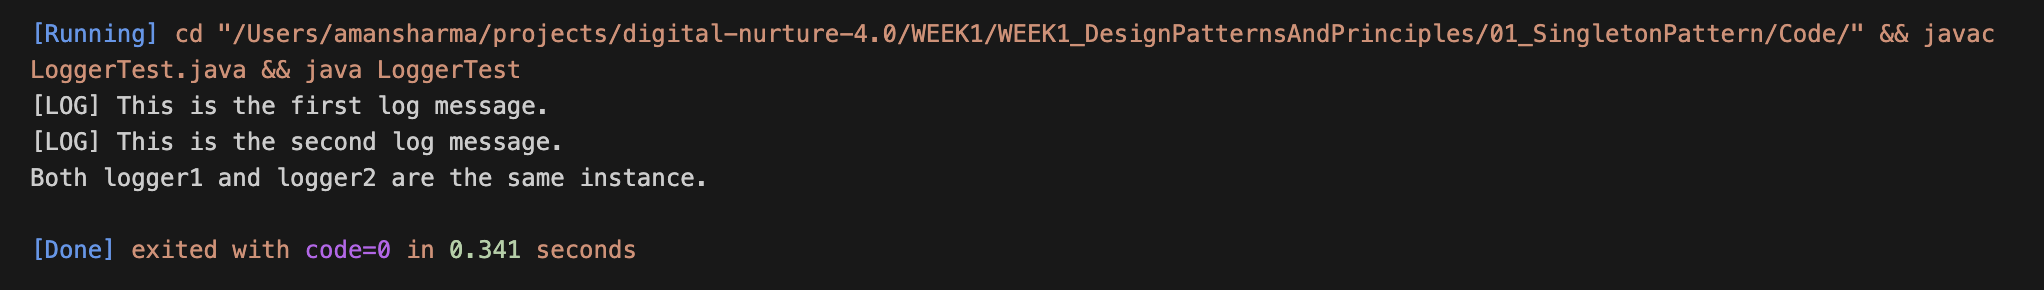 [Running] cd "/Users/amansharma/projects/digital-nurture-4.0/WEEK1/WEEK1_DesignPatternsAndPrinciples/01_SingletonPattern/Code/" && javac
LoggerTest.java && java LoggerTest
[LOG] This is the first log message.
[LOG] This is the second log message.
Both logger1 and logger2 are the same instance.
[Done] exited with code=0 in 0.341 seconds